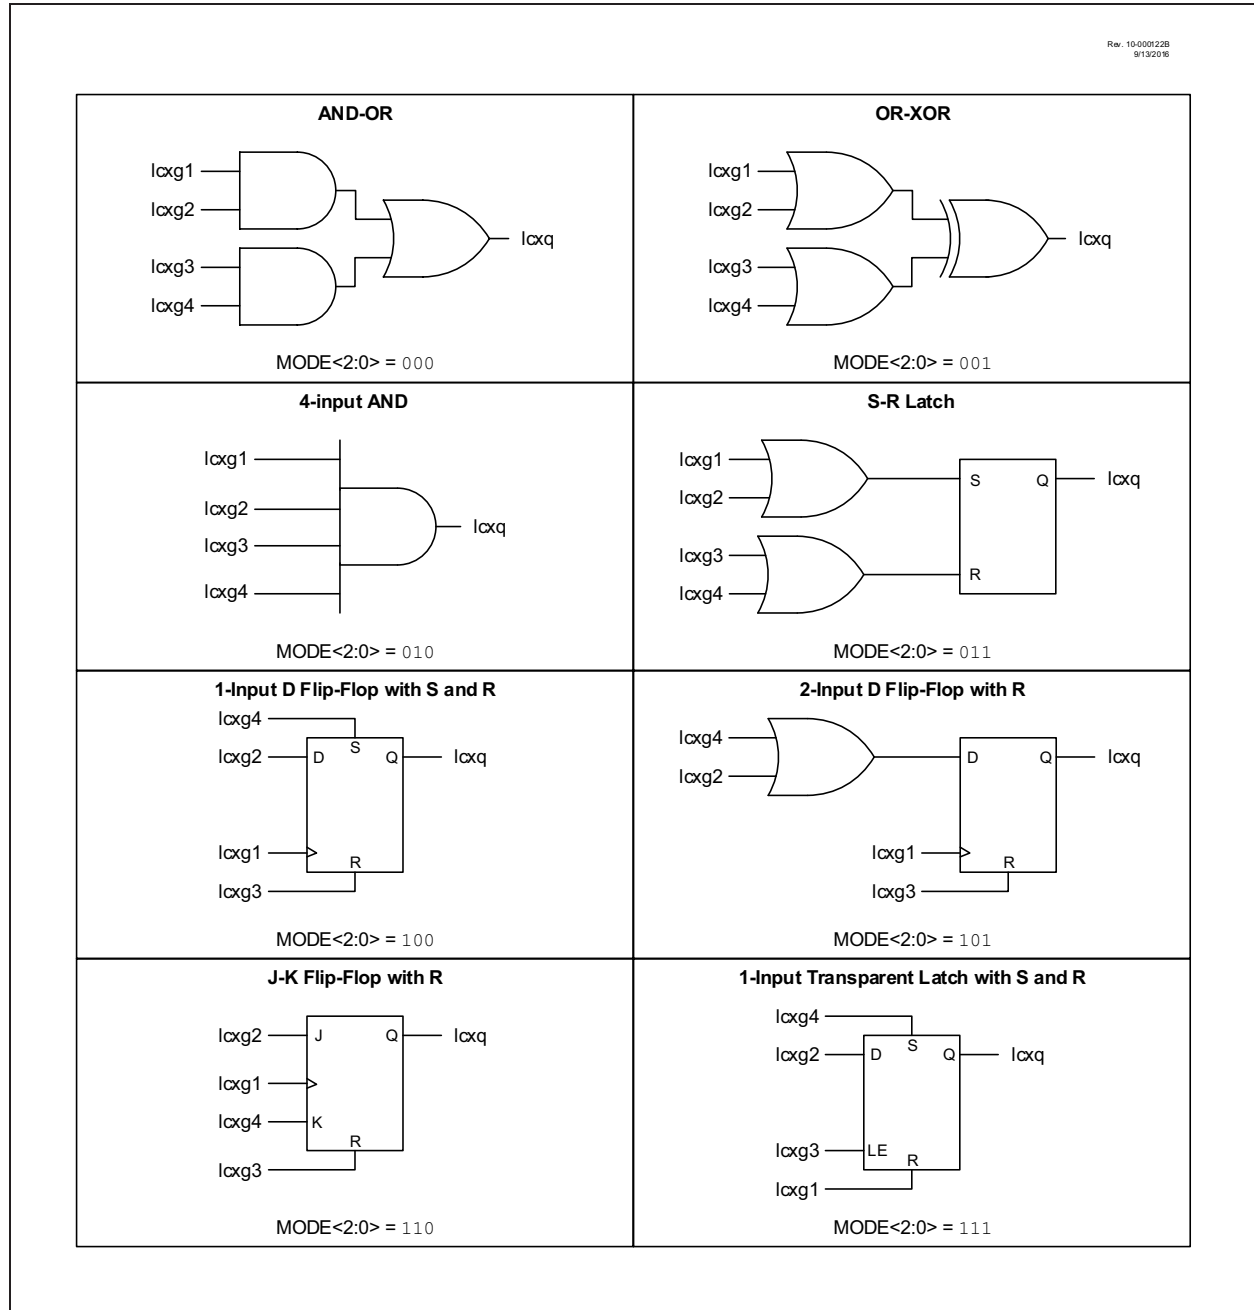 Rev. 10-000122B
9/13/2016
AND-OR
lcxg1
lcxg2
lcxg3
lcxg4
lcxq
MODE<2:0> = 000
OR-XOR
lcxg1
lcxg2
lcxg3
lcxg4
lcxq
MODE<2:0> = 001
4-input AND
lcxg1
lcxg2
lcxg3
lcxg4
lcxq
MODE<2:0> = 010
S-R Latch
lcxg1
lcxg2
lcxg3
lcxg4
S
Q
lcxq
R
MODE<2:0> = 011
1-Input D Flip-Flop with S and R
lcxg4
S
lcxg2
D
Q
lcxq
lcxg1
R
lcxg3
MODE<2:0> = 100
2-Input D Flip-Flop with R
lcxg4
lcxg2
D
Q
lcxq
lcxg1
R
lcxg3
MODE<2:0> = 101
J-K Flip-Flop with R
lcxg2
J
Q
lcxq
lcxg1
lcxg4
K
R
lcxg3
MODE<2:0> = 110
1-Input Transparent Latch with S and R
lcxg4
S
lcxg2
D
Q
lcxq
lcxg3
LE
R
lcxg1
MODE<2:0> = 111